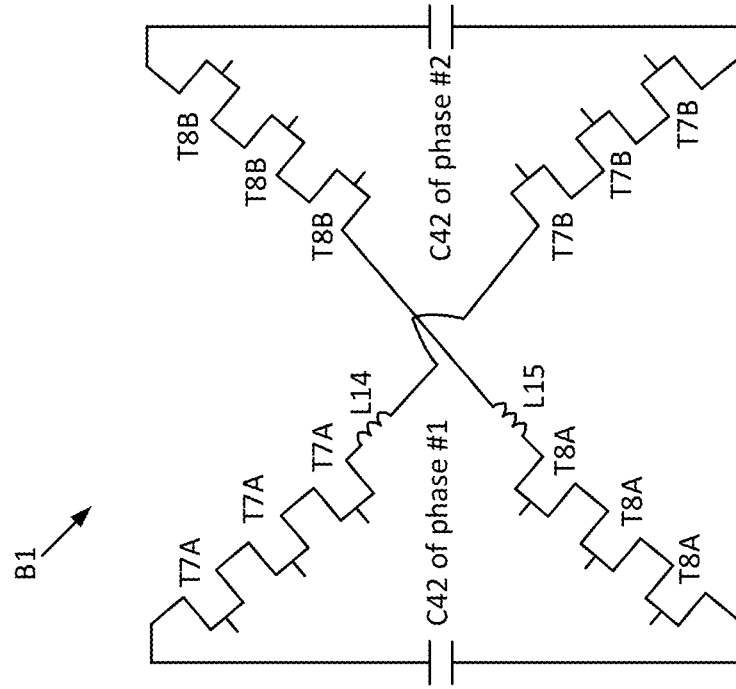 B1
T7A
T7A
T7A
L14
C42 of phase #1
T8A
T8A
T8A
L15
T8B
T8B
T8B
C42 of phase #2
T7B
T7B
T7B